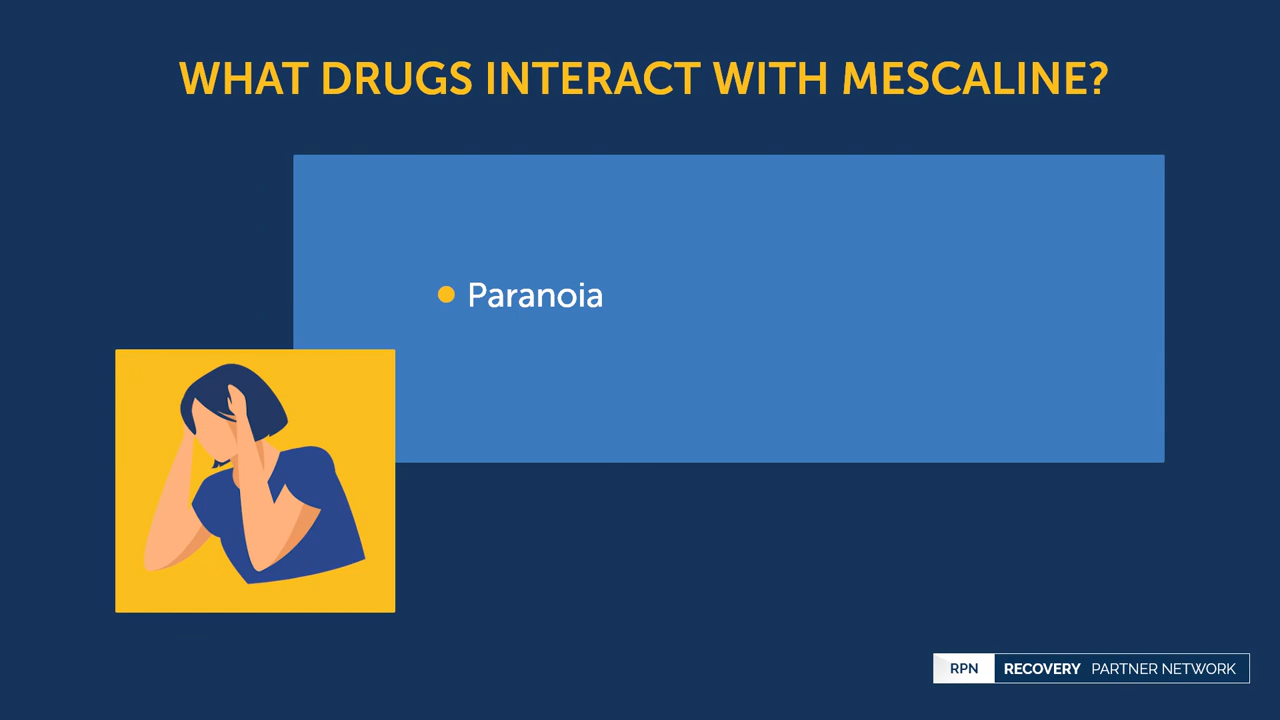 WHAT DRUGS INTERACT WITH MESCALINE?
Paranoia
RPN RECOVERY PARTNER NETWORK